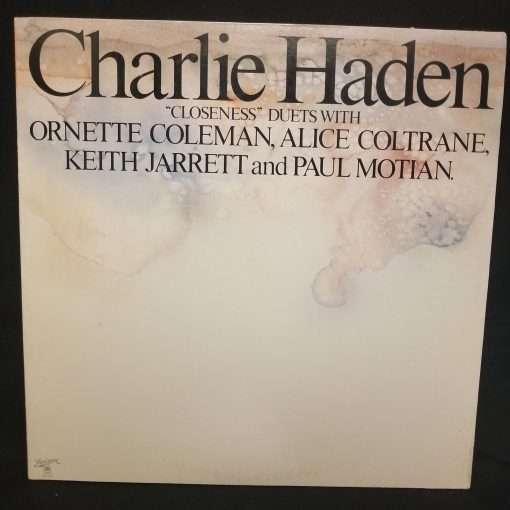 Charlie Haden
"CLOSENESS" DUETS WITH
ORNETTE COLEMAN, ALICE COLTRANE,
KEITH JARRETT and PAUL MOTIAN.